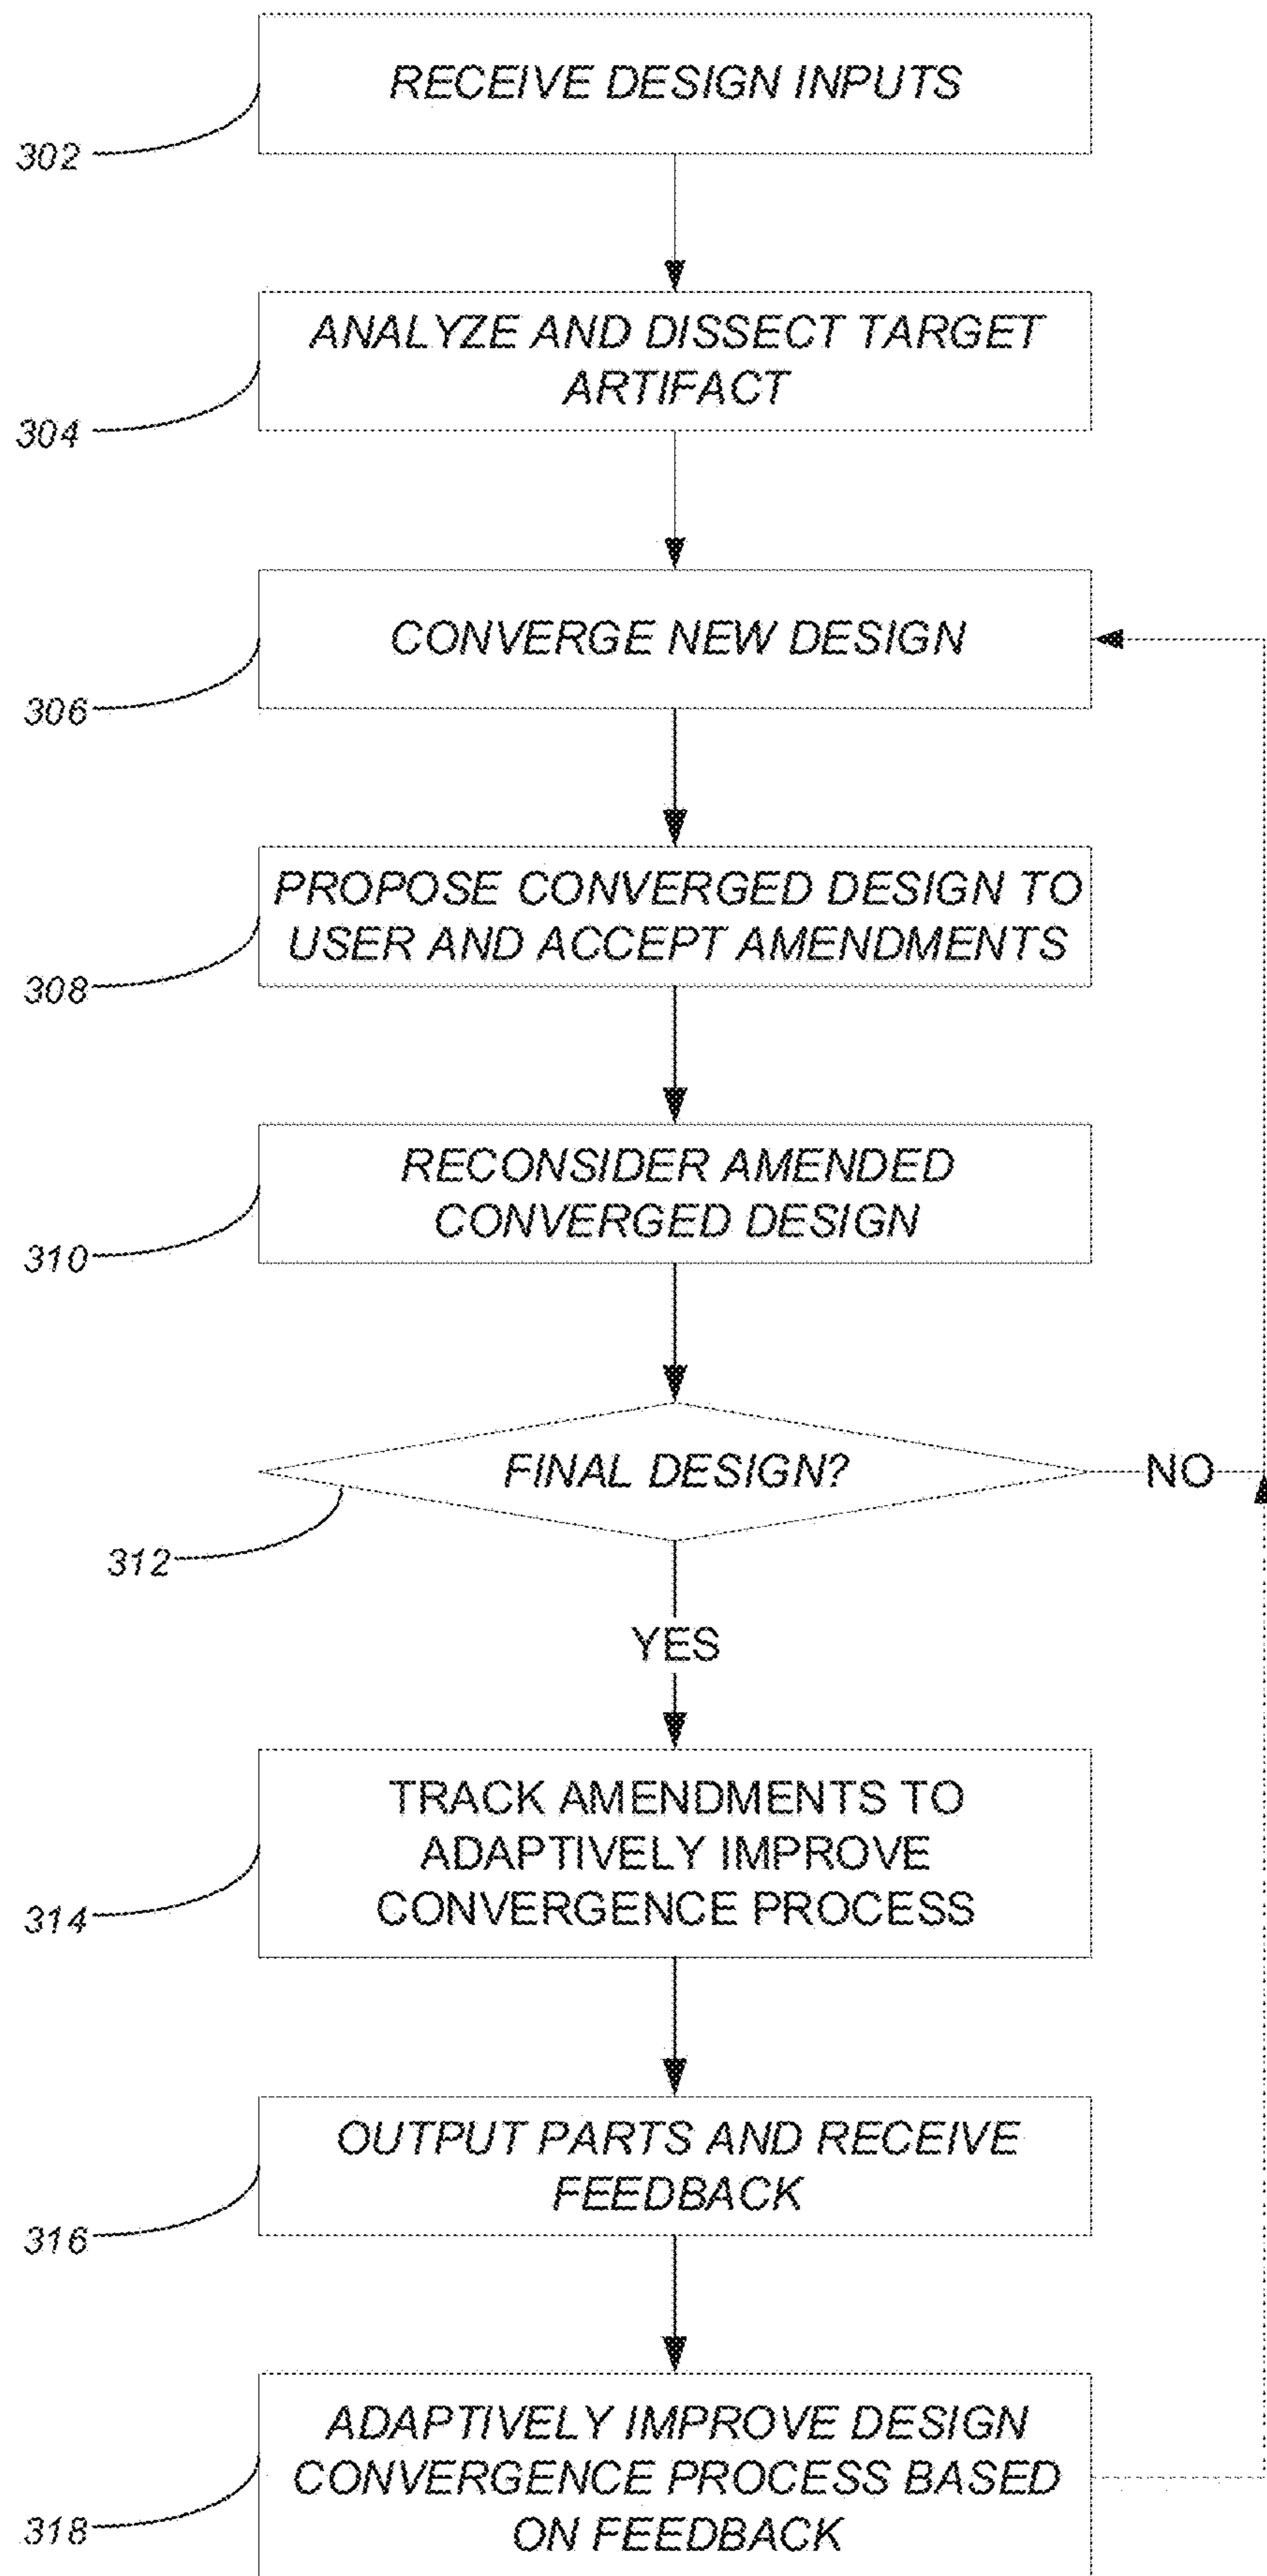 RECEIVE DESIGN INPUTS
302
ANALYZE AND DISSECT TARGET
ARTIFACT
304
CONVERGE NEW DESIGN
306
PROPOSE CONVERGED DESIGN TO
USER AND ACCEPT AMENDMENTS
308
RECONSIDER AMENDED
CONVERGED DESIGN
310
FINAL DESIGN?
NO
312
YES
TRACK AMENDMENTS TO
ADAPTIVELY IMPROVE
CONVERGENCE PROCESS
314
OUTPUT PARTS AND RECEIVE
FEEDBACK
316
ADAPTIVELY IMPROVE DESIGN
CONVERGENCE PROCESS BASED
ON FEEDBACK
318